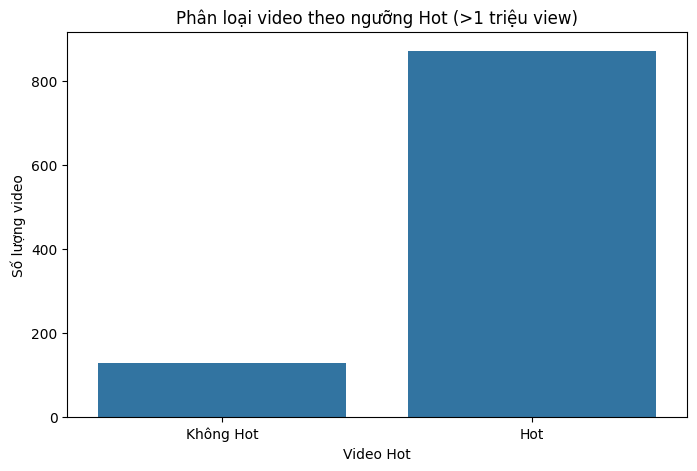 Phân loại video theo ngưỡng Hot (>1 triệu view)
Số lượng video
800
600
400
200
0
Không Hot
Hot
Video Hot